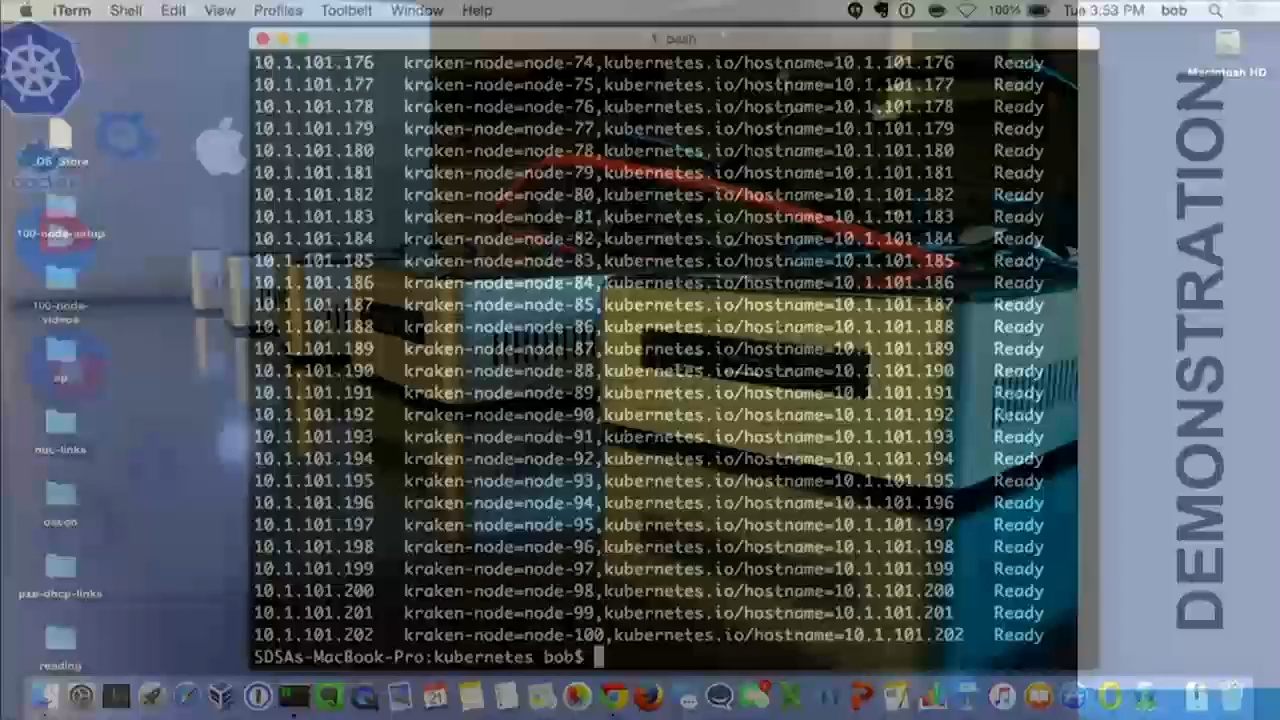 iTerm Shell Edit View Profiles Toolbelt Window Help 100% Tue 3:53 PM bob
1. bash
10.1.101.176 kraken-node=node-74,kubernetes.io/hostname=10.1.101.176 Ready
10.1.101.177 kraken-node=node-75,kubernetes.io/hostname=10.1.101.177 Ready
10.1.101.178 kraken-node=node-76,kubernetes.io/hostname=10.1.101.178 Ready
10.1.101.179 kraken-node=node-77,kubernetes.io/hostname=10.1.101.179 Ready
10.1.101.180 kraken-node=node-78,kubernetes.io/hostname=10.1.101.180 Ready
10.1.101.181 kraken-node=node-79,kubernetes.io/hostname=10.1.101.181 Ready
10.1.101.182 kraken-node=node-80,kubernetes.io/hostname=10.1.101.182 Ready
10.1.101.183 kraken-node=node-81,kubernetes.io/hostname=10.1.101.183 Ready
10.1.101.184 kraken-node=node-82,kubernetes.io/hostname=10.1.101.184 Ready
10.1.101.185 kraken-node=node-83,kubernetes.io/hostname=10.1.101.185 Ready
10.1.101.186 kraken-node=node-84,kubernetes.io/hostname=10.1.101.186 Ready
10.1.101.187 kraken-node=node-85,kubernetes.io/hostname=10.1.101.187 Ready
10.1.101.188 kraken-node=node-86,kubernetes.io/hostname=10.1.101.188 Ready
10.1.101.189 kraken-node=node-87,kubernetes.io/hostname=10.1.101.189 Ready
10.1.101.190 kraken-node=node-88,kubernetes.io/hostname=10.1.101.190 Ready
10.1.101.191 kraken-node=node-89,kubernetes.io/hostname=10.1.101.191 Ready
10.1.101.192 kraken-node=node-90,kubernetes.io/hostname=10.1.101.192 Ready
10.1.101.193 kraken-node=node-91,kubernetes.io/hostname=10.1.101.193 Ready
10.1.101.194 kraken-node=node-92,kubernetes.io/hostname=10.1.101.194 Ready
10.1.101.195 kraken-node=node-93,kubernetes.io/hostname=10.1.101.195 Ready
10.1.101.196 kraken-node=node-94,kubernetes.io/hostname=10.1.101.196 Ready
10.1.101.197 kraken-node=node-95,kubernetes.io/hostname=10.1.101.197 Ready
10.1.101.198 kraken-node=node-96,kubernetes.io/hostname=10.1.101.198 Ready
10.1.101.199 kraken-node=node-97,kubernetes.io/hostname=10.1.101.199 Ready
10.1.101.200 kraken-node=node-98,kubernetes.io/hostname=10.1.101.200 Ready
10.1.101.201 kraken-node=node-99,kubernetes.io/hostname=10.1.101.201 Ready
10.1.101.202 kraken-node=node-100,kubernetes.io/hostname=10.1.101.202 Ready
SDSAs-MacBook-Pro:kubernetes bob$
.DS_Store
100-node-setup
100-node-
videos
nuc-links
oscon
pxe-dhcp-links
reading
Macintosh HD
DEMONSTRATION
21